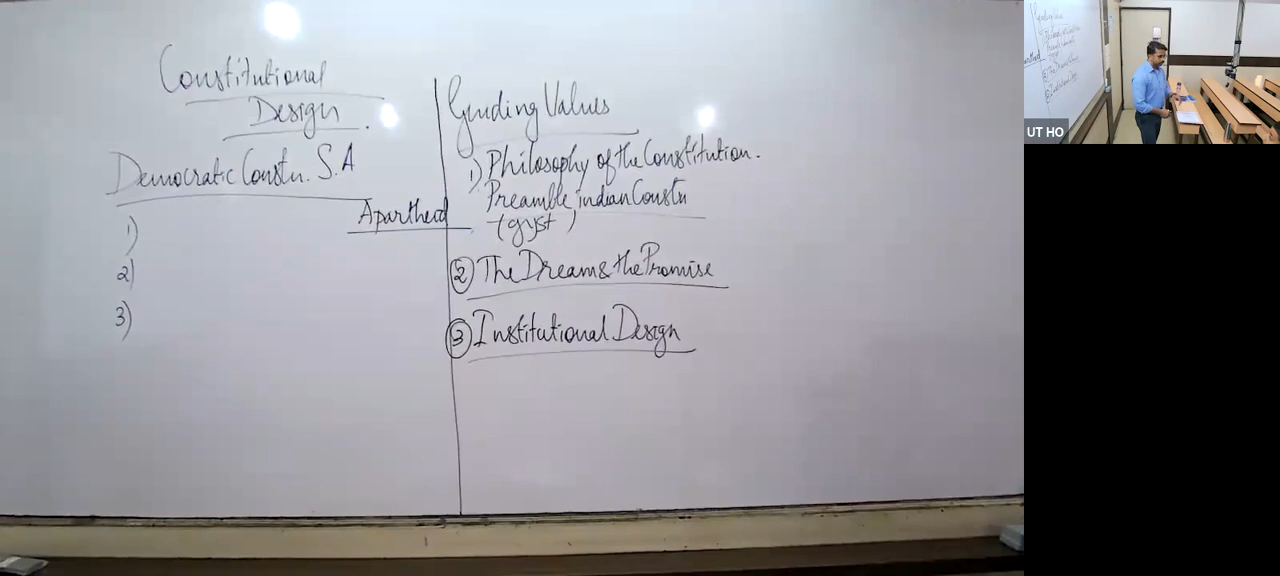 Constitutional
Design.
Democratic Constn. S.A
Apartheid
1)
2)
3)
Guiding Values
1) Philosophy of the Constitution.
Preamble indian Constn
(gyst)
② The Dream & the Promise
③ Institutional Design
UT HO